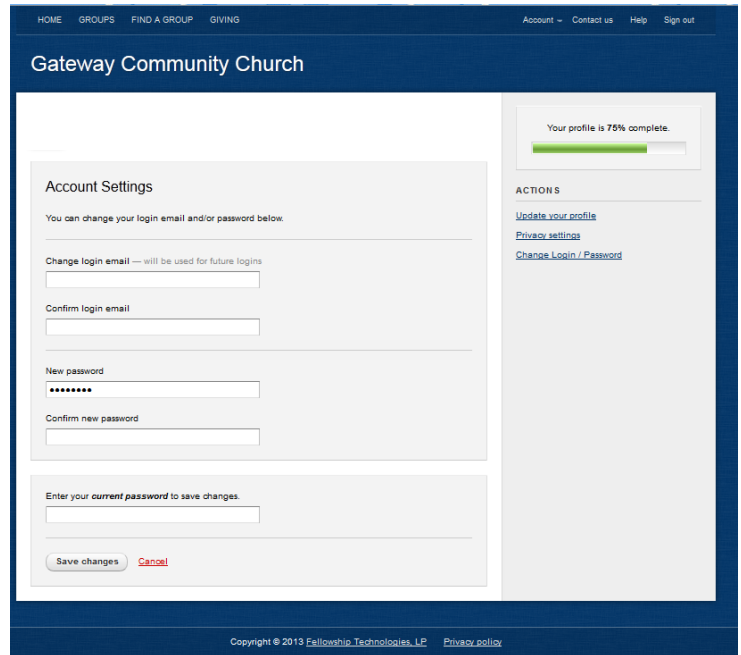 HOME GROUPS FIND A GROUP GIVING Account Contact us Help Sign out
Gateway Community Church
Your profile is 75% complete.
Account Settings
You can change your login email and/or password below.
Change login email — will be used for future logins
Confirm login email
New password
••••••••
Confirm new password
Enter your current password to save changes.
Save changes Cancel
ACTIONS
Update your profile
Privacy settings
Change Login / Password
Copyright © 2013 Fellowship Technologies, LP Privacy policy